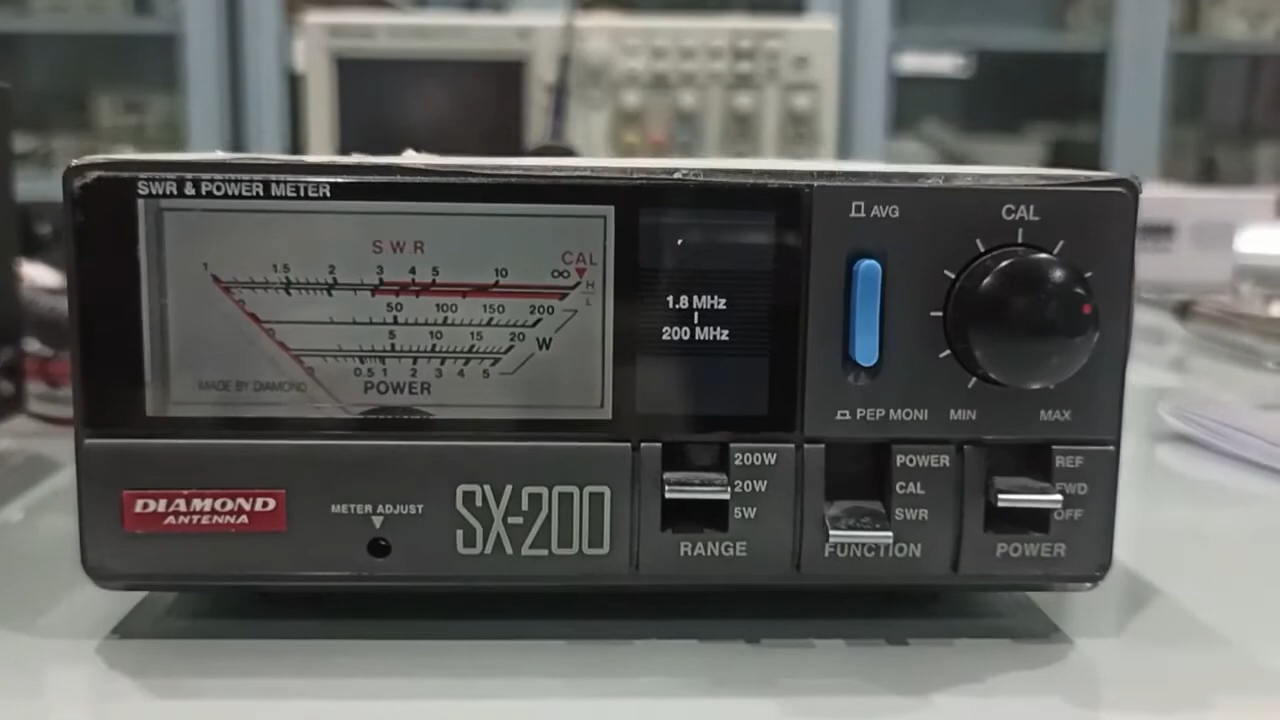 SWR & POWER METER
S.W.R
CAL
1 1.5 2 3 4 5 10 ∞
H
L
50 100 150 200
5 10 15 20
W
0.5 1 2 3 4 5
MADE BY DIAMOND
POWER
1.8 MHz
200 MHz
AVG
PEP MONI
CAL
MIN MAX
DIAMOND
ANTENNA
METER ADJUST
SX-200
200W
20W
5W
RANGE
POWER
CAL
SWR
FUNCTION
REF
FWD
OFF
POWER